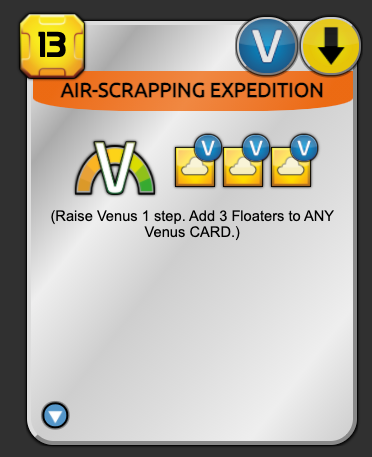 13
V
AIR-SCRAPPING EXPEDITION
V
V V V
(Raise Venus 1 step. Add 3 Floaters to ANY
Venus CARD.)